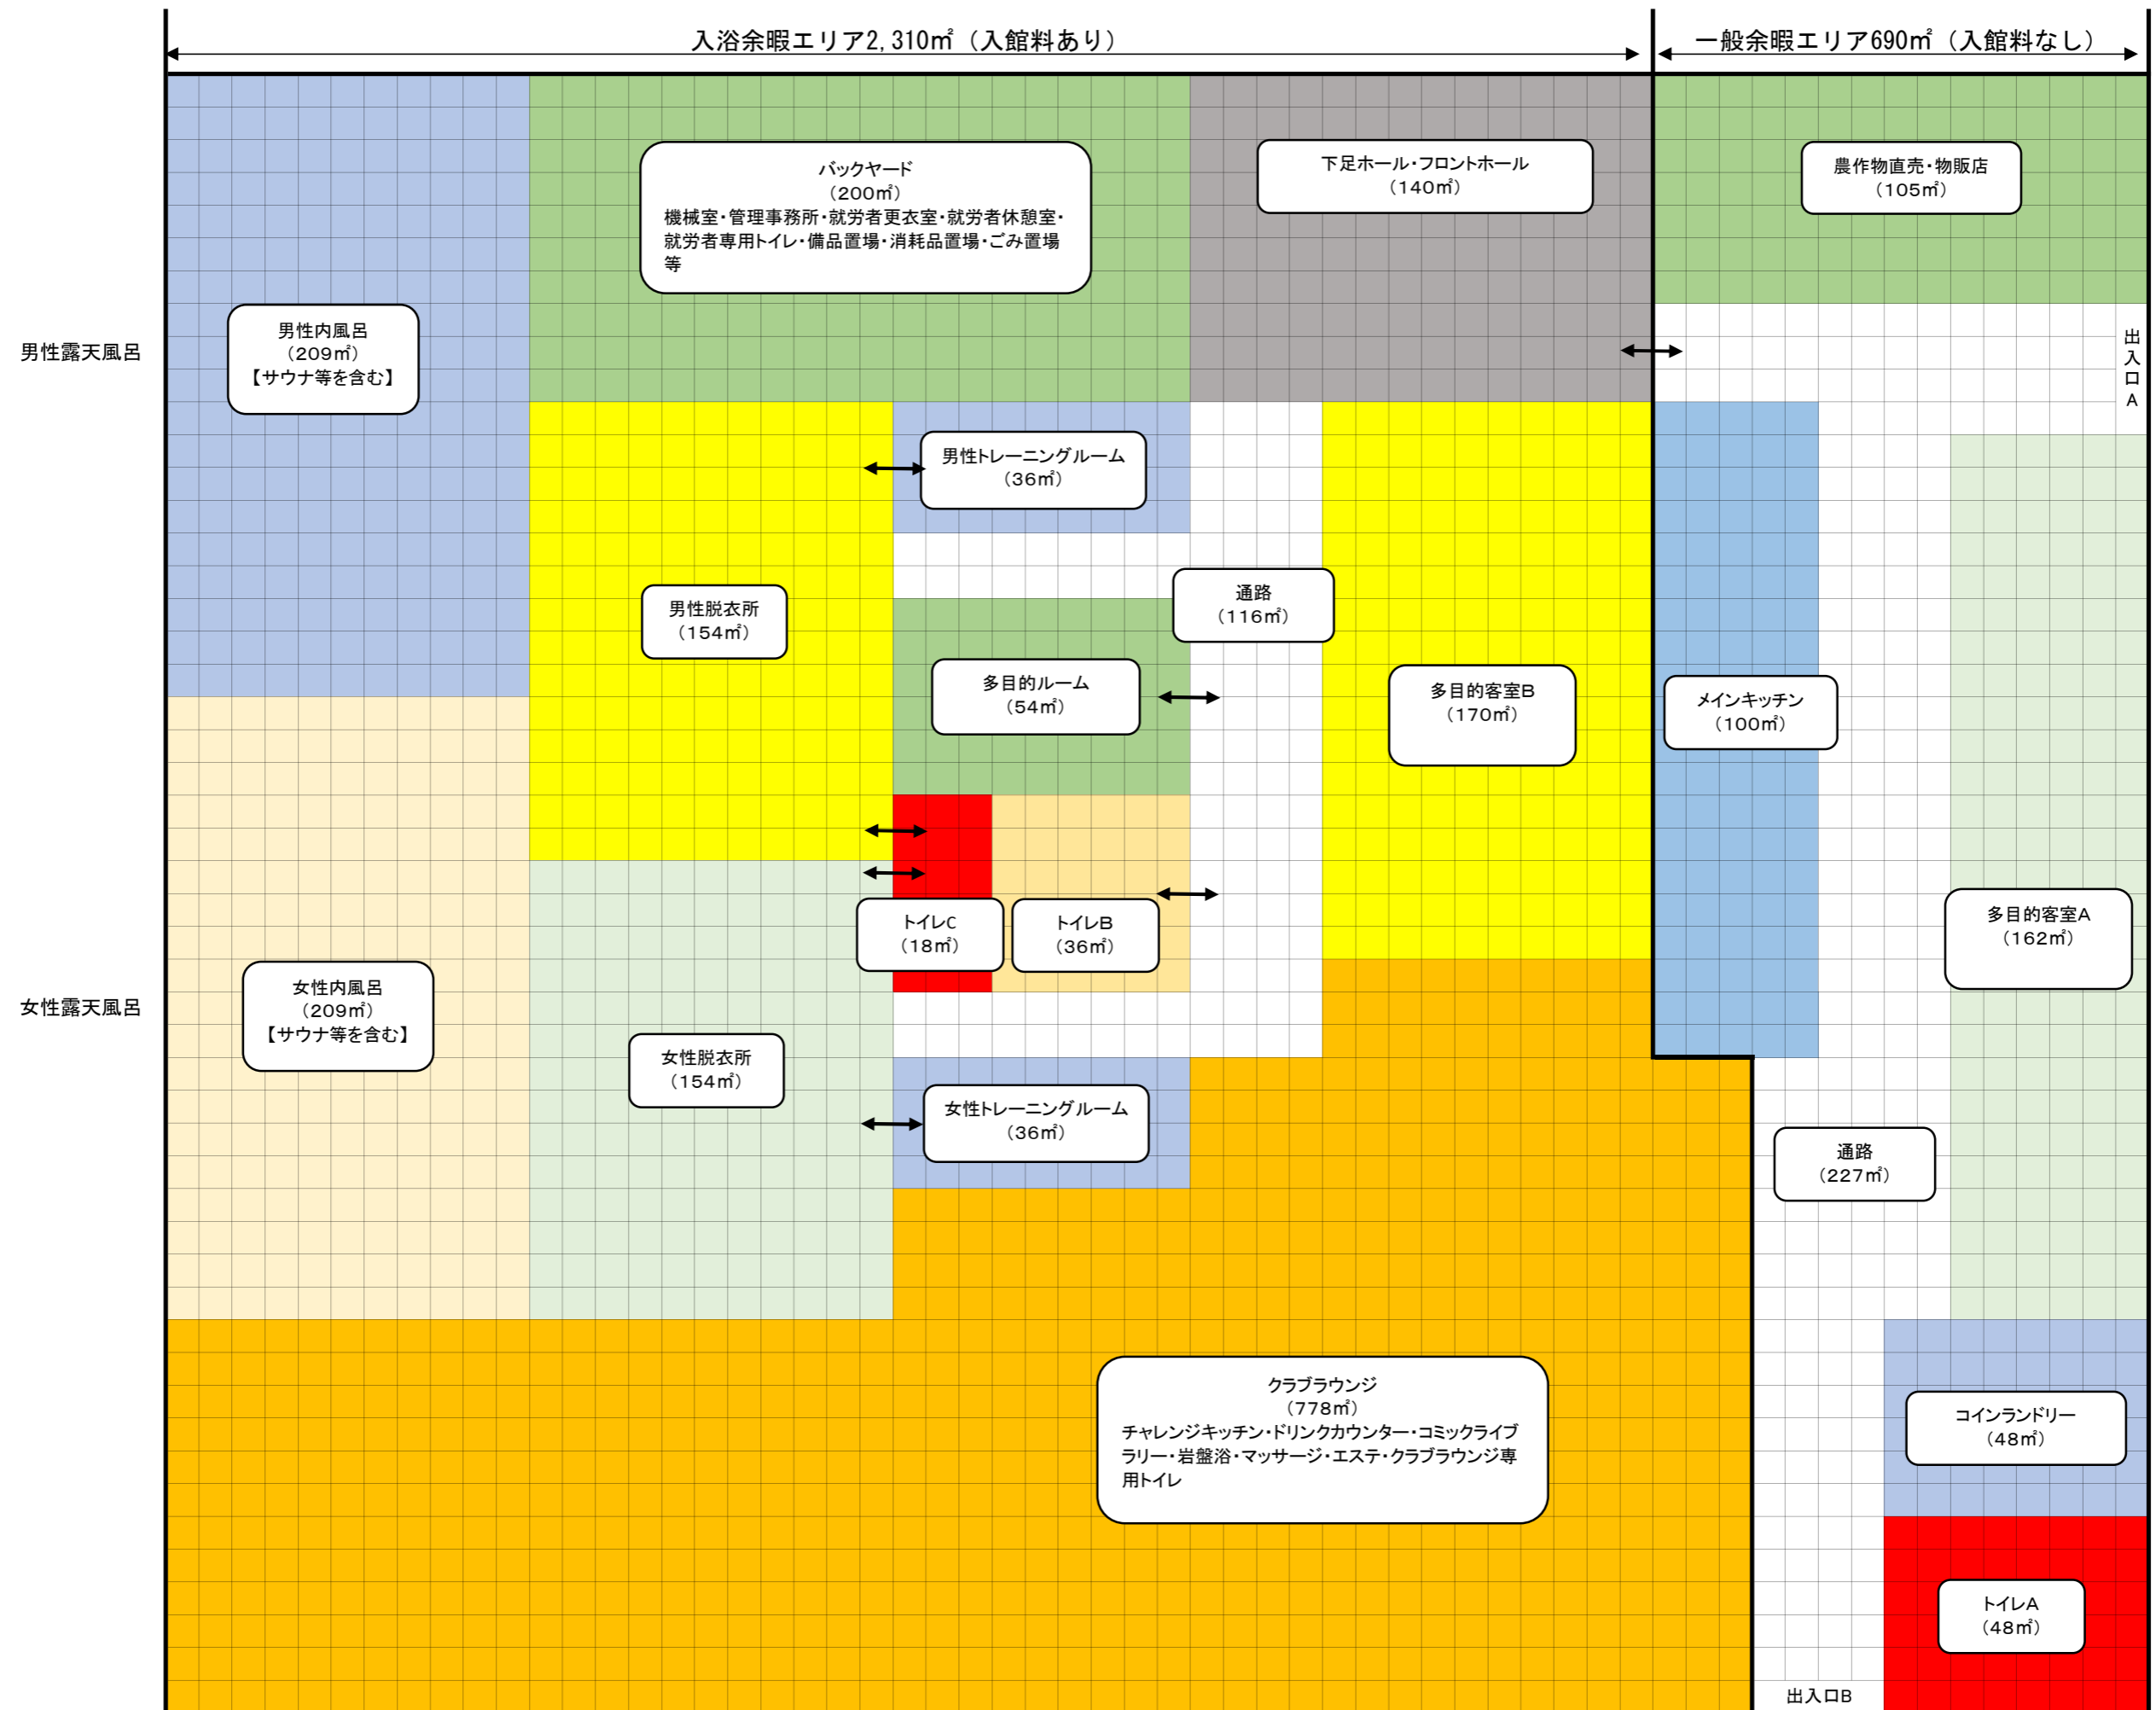 入浴余暇エリア2,310㎡（入館料あり）
一般余暇エリア690㎡（入館料なし）
バックヤード
（200㎡）
機械室・管理事務所・就労者更衣室・就労者休憩室・
就労者専用トイレ・備品置場・消耗品置場・ごみ置場
等
下足ホール・フロントホール
（140㎡）
農作物直売・物販店
（105㎡）
男性露天風呂
男性内風呂
（209㎡）
【サウナ等を含む】
出入口A
男性トレーニングルーム
（36㎡）
男性脱衣所
（154㎡）
通路
（116㎡）
多目的ルーム
（54㎡）
多目的客室B
（170㎡）
メインキッチン
（100㎡）
トイレC
（18㎡）
トイレB
（36㎡）
多目的客室A
（162㎡）
女性露天風呂
女性内風呂
（209㎡）
【サウナ等を含む】
女性脱衣所
（154㎡）
女性トレーニングルーム
（36㎡）
通路
（227㎡）
クラブラウンジ
（778㎡）
チャレンジキッチン・ドリンクカウンター・コミックライブ
ラリー・岩盤浴・マッサージ・エステ・クラブラウンジ専
用トイレ
コインランドリー
（48㎡）
トイレA
（48㎡）
出入口B